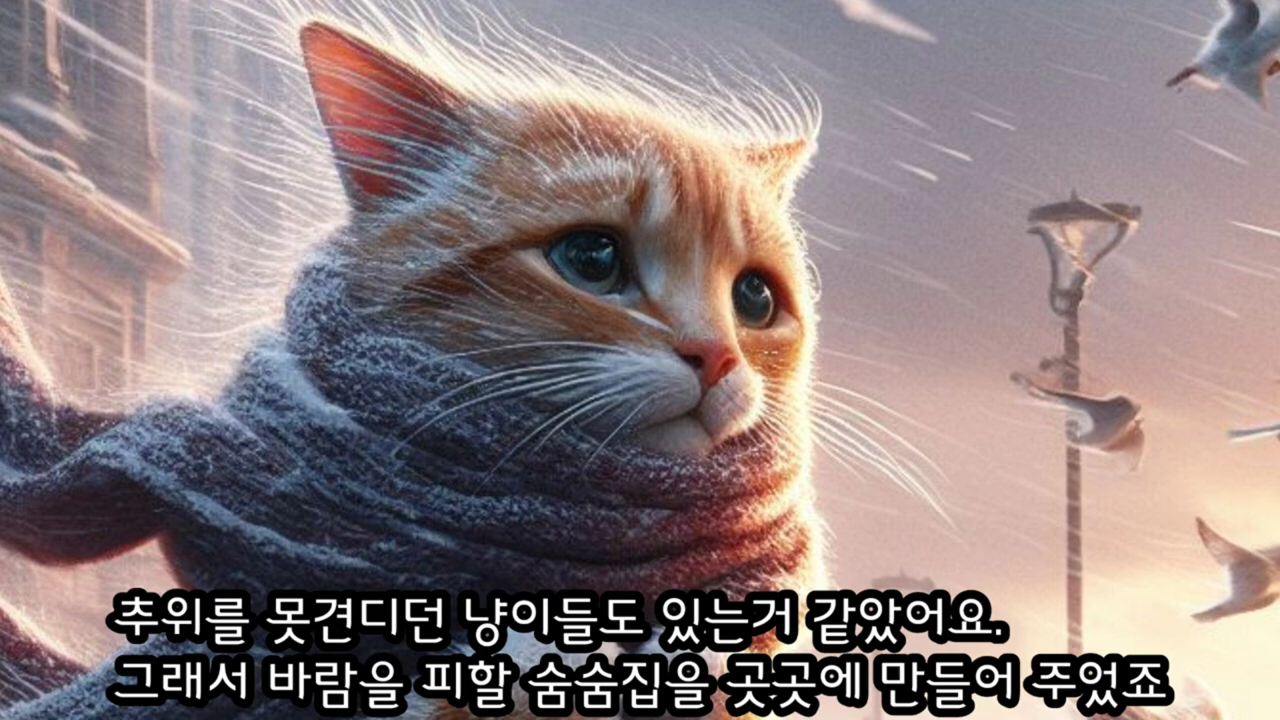 추위를 못견디던 냥이들도 있는거 같았어요.
그래서 바람을 피할 숨숨집을 곳곳에 만들어 주었죠